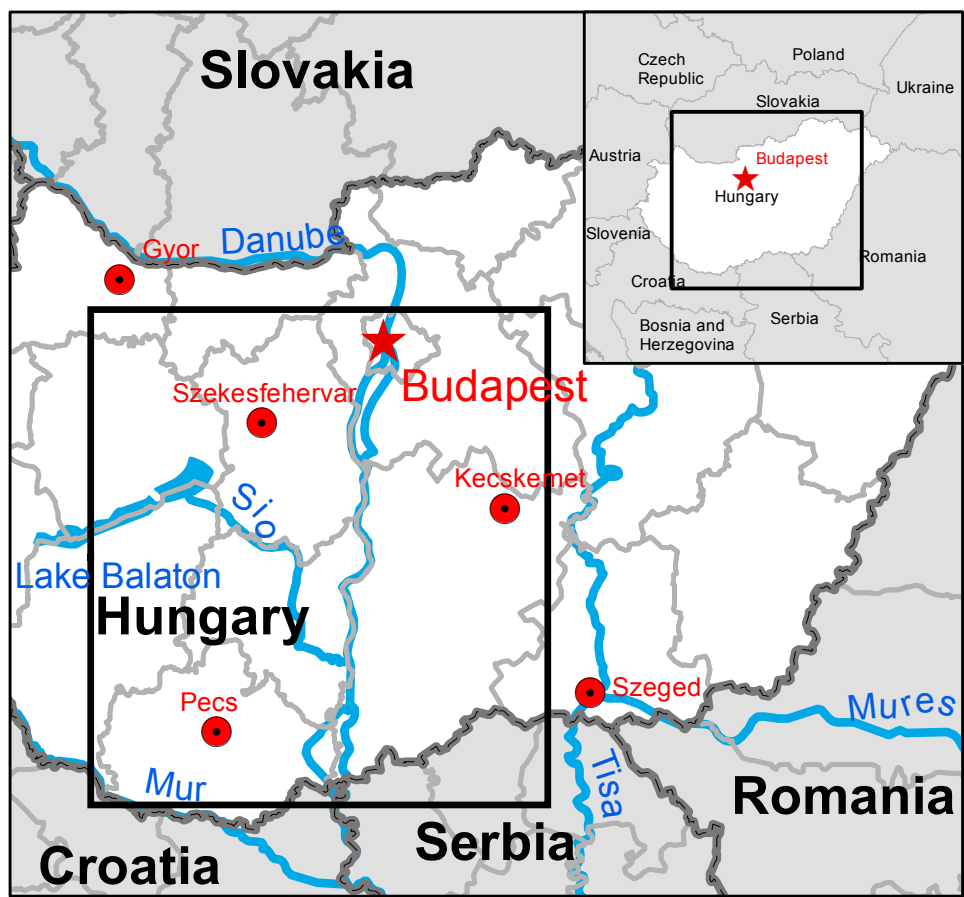 Slovakia
Czech
Republic
Poland
Ukraine
Slovakia
Austria
Budapest
Hungary
Slovenia
Romania
Croatia
Serbia
Bosnia and
Herzegovina
Gyor
Danube
Budapest
Szekesfehervar
Kecskemet
Sio
Lake Balaton
Hungary
Pecs
Szeged
Mures
Mur
Tisa
Romania
Serbia
Croatia